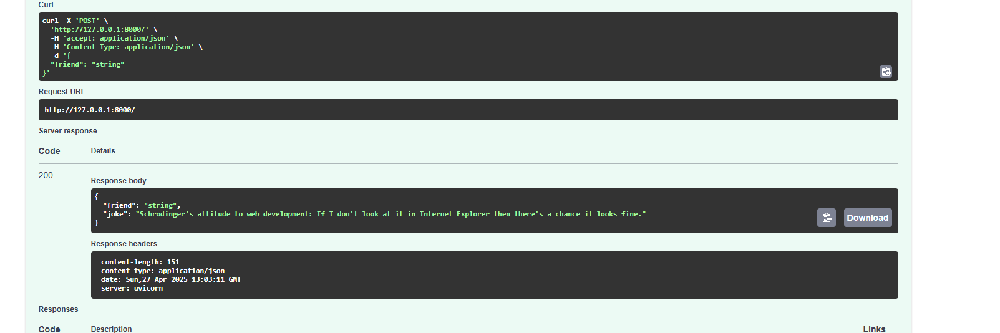 Curl
curl -X 'POST' \
  'http://127.0.0.1:8000/' \
  -H 'accept: application/json' \
  -H 'Content-Type: application/json' \
  -d '{
  "friend": "string"
}'
Request URL
http://127.0.0.1:8000/
Server response
Code Details
200
Response body
{
  "friend": "string",
  "joke": "Schrodinger's attitude to web development: If I don't look at it in Internet Explorer then there's a chance it looks fine."
}
Download
Response headers
content-length: 151
content-type: application/json
date: Sun,27 Apr 2025 13:03:11 GMT
server: uvicorn
Responses
Code Description Links